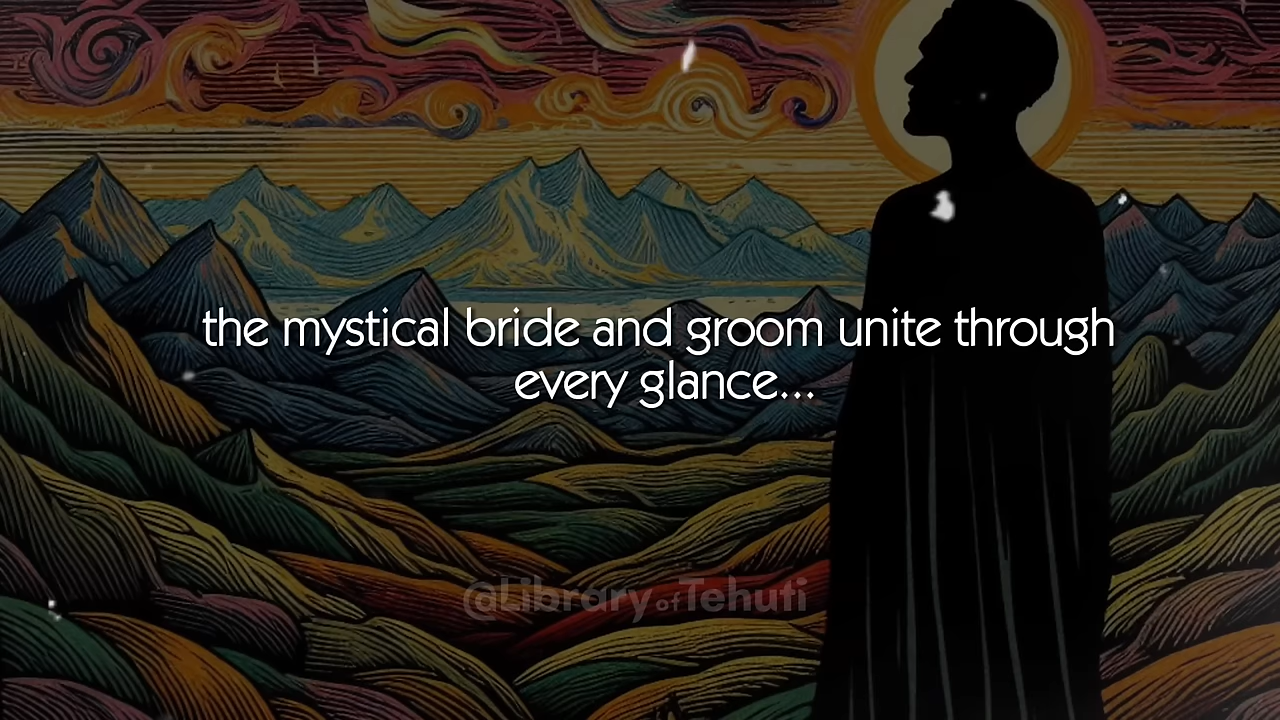 the mystical bride and groom unite through
every glance...
@LibraryofTehuti